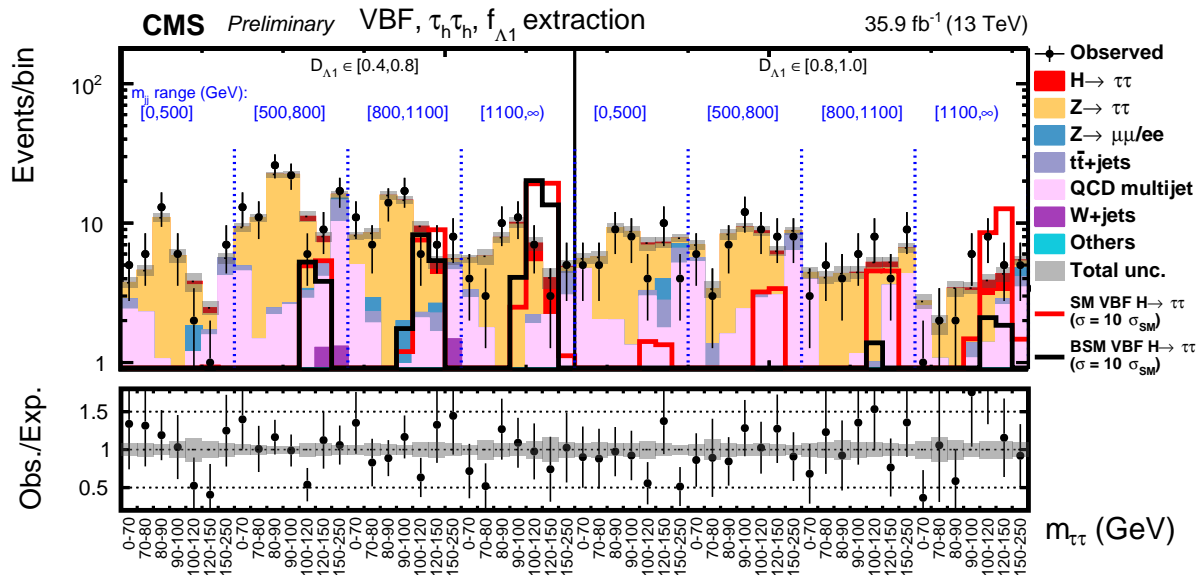 CMS Preliminary VBF, τhτh, fΛ1 extraction 35.9 fb⁻¹ (13 TeV)
Events/bin
10²
10
1
DΛ1 ∈ [0.4,0.8] DΛ1 ∈ [0.8,1.0]
mjj range (GeV):
[0,500] [500,800] [800,1100] [1100,∞) [0,500] [500,800] [800,1100] [1100,∞)
Observed
H→ ττ
Z→ ττ
Z→ μμ/ee
tt̄+jets
QCD multijet
W+jets
Others
Total unc.
SM VBF H→ ττ
(σ = 10 σSM)
BSM VBF H→ ττ
(σ = 10 σSM)
Obs./Exp.
1.5
1
0.5
0-70 70-80 80-90 90-100 100-120 120-150 150-250 0-70 70-80 80-90 90-100 100-120 120-150 150-250 0-70 70-80 80-90 90-100 100-120 120-150 150-250 0-70 70-80 80-90 90-100 100-120 120-150 150-250 0-70 70-80 80-90 90-100 100-120 120-150 150-250 0-70 70-80 80-90 90-100 100-120 120-150 150-250 0-70 70-80 80-90 90-100 100-120 120-150 150-250 0-70 70-80 80-90 90-100 100-120 120-150 150-250
mττ (GeV)